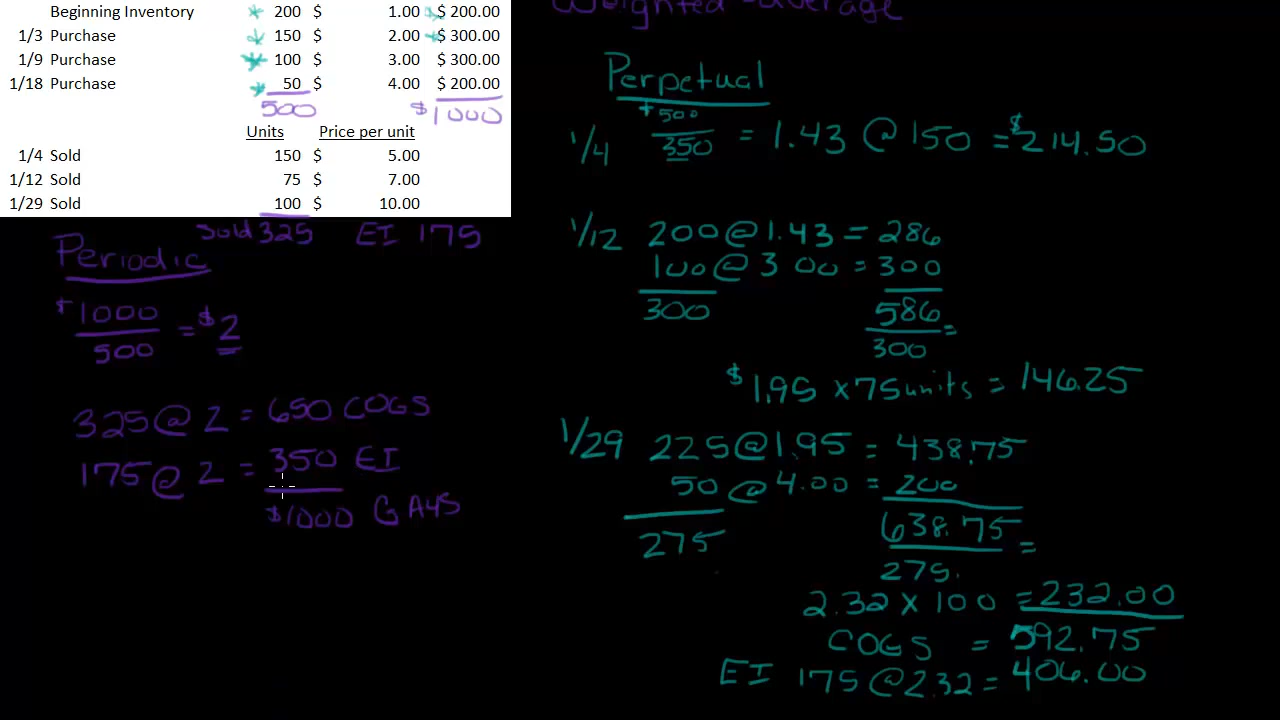 Weighted-average
Beginning Inventory 200 $ 1.00 $ 200.00
1/3 Purchase 150 $ 2.00 $ 300.00
1/9 Purchase 100 $ 3.00 $ 300.00
1/18 Purchase 50 $ 4.00 $ 200.00
500 $1000
Units Price per unit
1/4 Sold 150 $ 5.00
1/12 Sold 75 $ 7.00
1/29 Sold 100 $ 10.00
Sold 325 EI 175
Periodic
$1000
= $2
500
325 @ 2 = 650 COGS
175 @ 2 = 350 EI
$1000 GAYS
Perpetual
500
1/4 350 = 1.43 @ 150 = $214.50
1/12 200 @ 1.43 = 286
100 @ 3 00 = 300
300 586 =
300
$1.95 x 75 units = 146.25
1/29 225 @ 1.95 = 438.75
50 @ 4.00 = 200
275 638.75 =
275.
2.32 x 100 = 232.00
COGS = 592.75
EI 175 @ 2.32 = 406.00